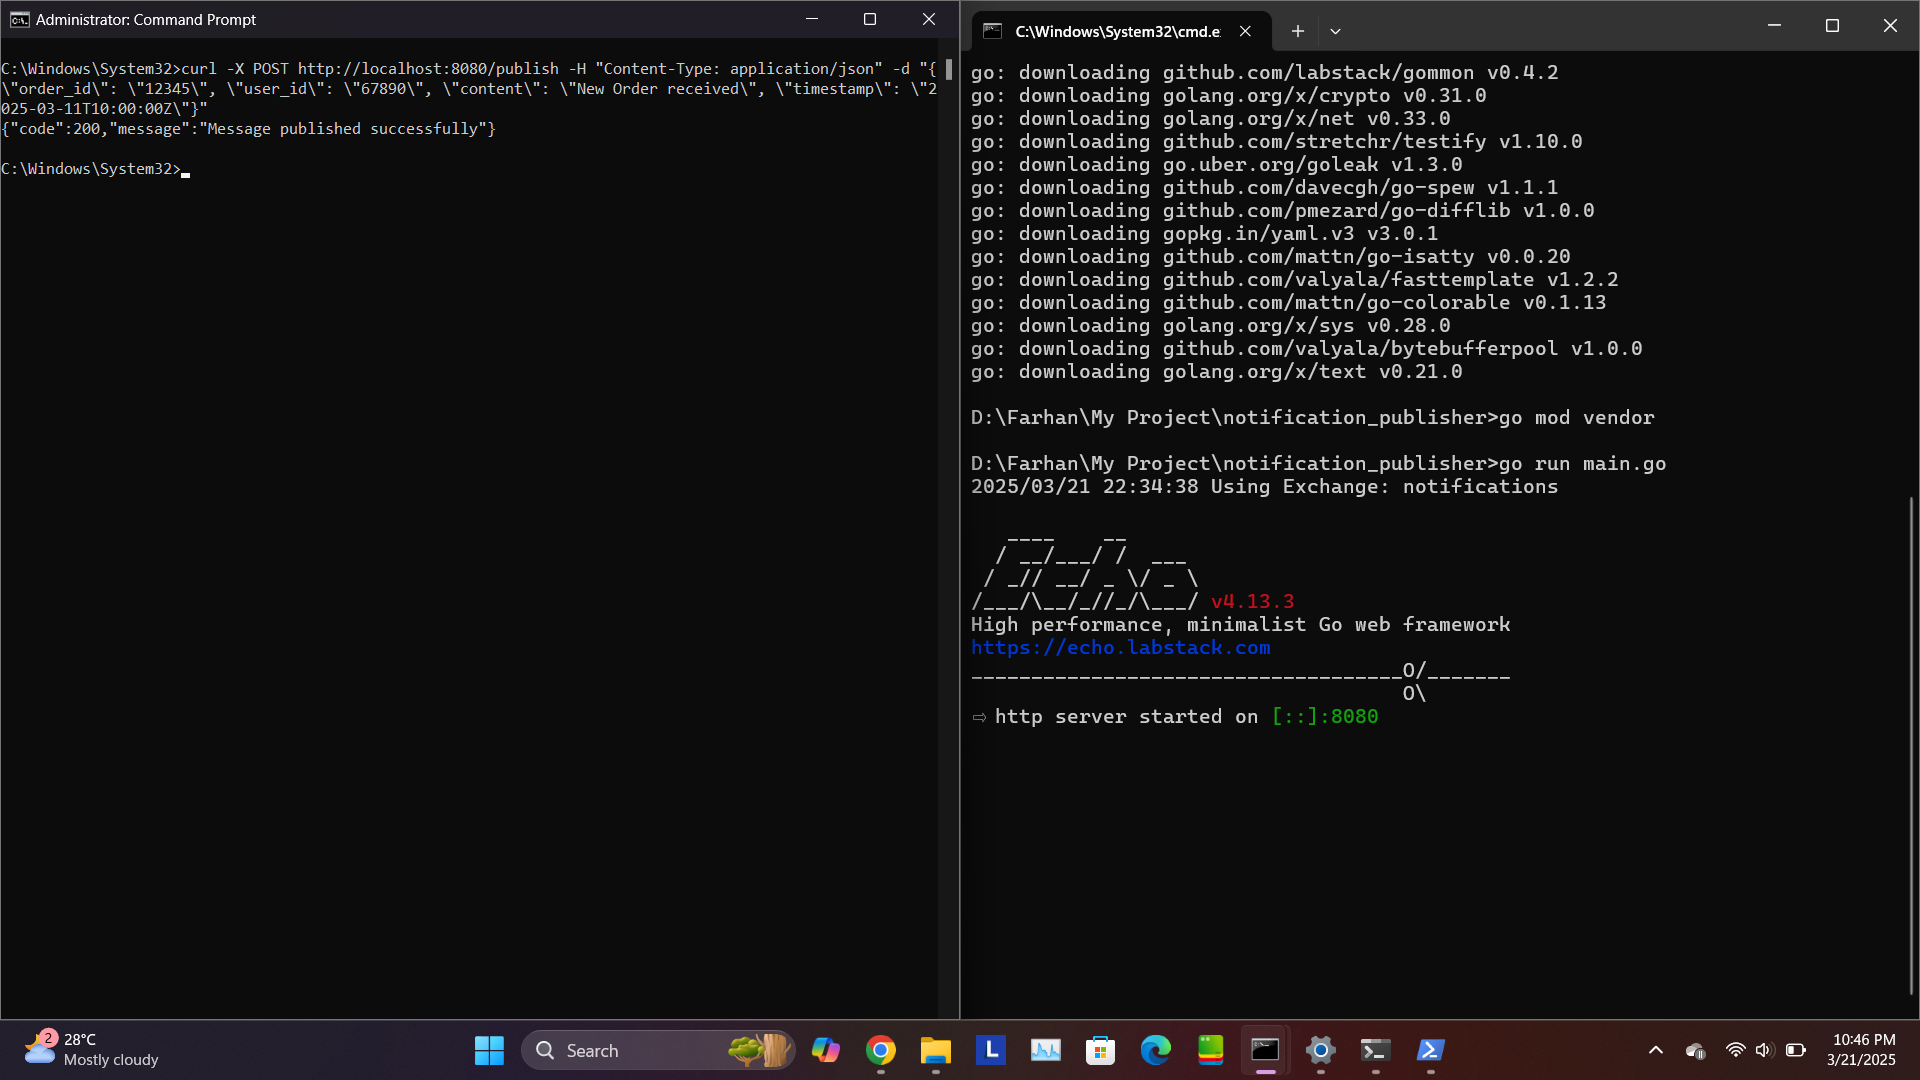 Administrator: Command Prompt
C:\Windows\System32>curl -X POST http://localhost:8080/publish -H "Content-Type: application/json" -d "{
\"order_id\": \"12345\", \"user_id\": \"67890\", \"content\": \"New Order received\", \"timestamp\": \"2
025-03-11T10:00:00Z\"}"
{"code":200,"message":"Message published successfully"}
C:\Windows\System32>
C:\Windows\System32\cmd.e
go: downloading github.com/labstack/gommon v0.4.2
go: downloading golang.org/x/crypto v0.31.0
go: downloading golang.org/x/net v0.33.0
go: downloading github.com/stretchr/testify v1.10.0
go: downloading go.uber.org/goleak v1.3.0
go: downloading github.com/davecgh/go-spew v1.1.1
go: downloading github.com/pmezard/go-difflib v1.0.0
go: downloading gopkg.in/yaml.v3 v3.0.1
go: downloading github.com/mattn/go-isatty v0.0.20
go: downloading github.com/valyala/fasttemplate v1.2.2
go: downloading github.com/mattn/go-colorable v0.1.13
go: downloading golang.org/x/sys v0.28.0
go: downloading github.com/valyala/bytebufferpool v1.0.0
go: downloading golang.org/x/text v0.21.0
D:\Farhan\My Project\notification_publisher>go mod vendor
D:\Farhan\My Project\notification_publisher>go run main.go
2025/03/21 22:34:38 Using Exchange: notifications
   ____    __
  / __/___/ /  ___
 / _// __/ _ \/ _ \
/___/\__/_//_/\___/ v4.13.3
High performance, minimalist Go web framework
https://echo.labstack.com
____________________________________O/_______
                                    O\
⇨ http server started on [::]:8080
2
28°C
Mostly cloudy
Search
L
10:46 PM
3/21/2025